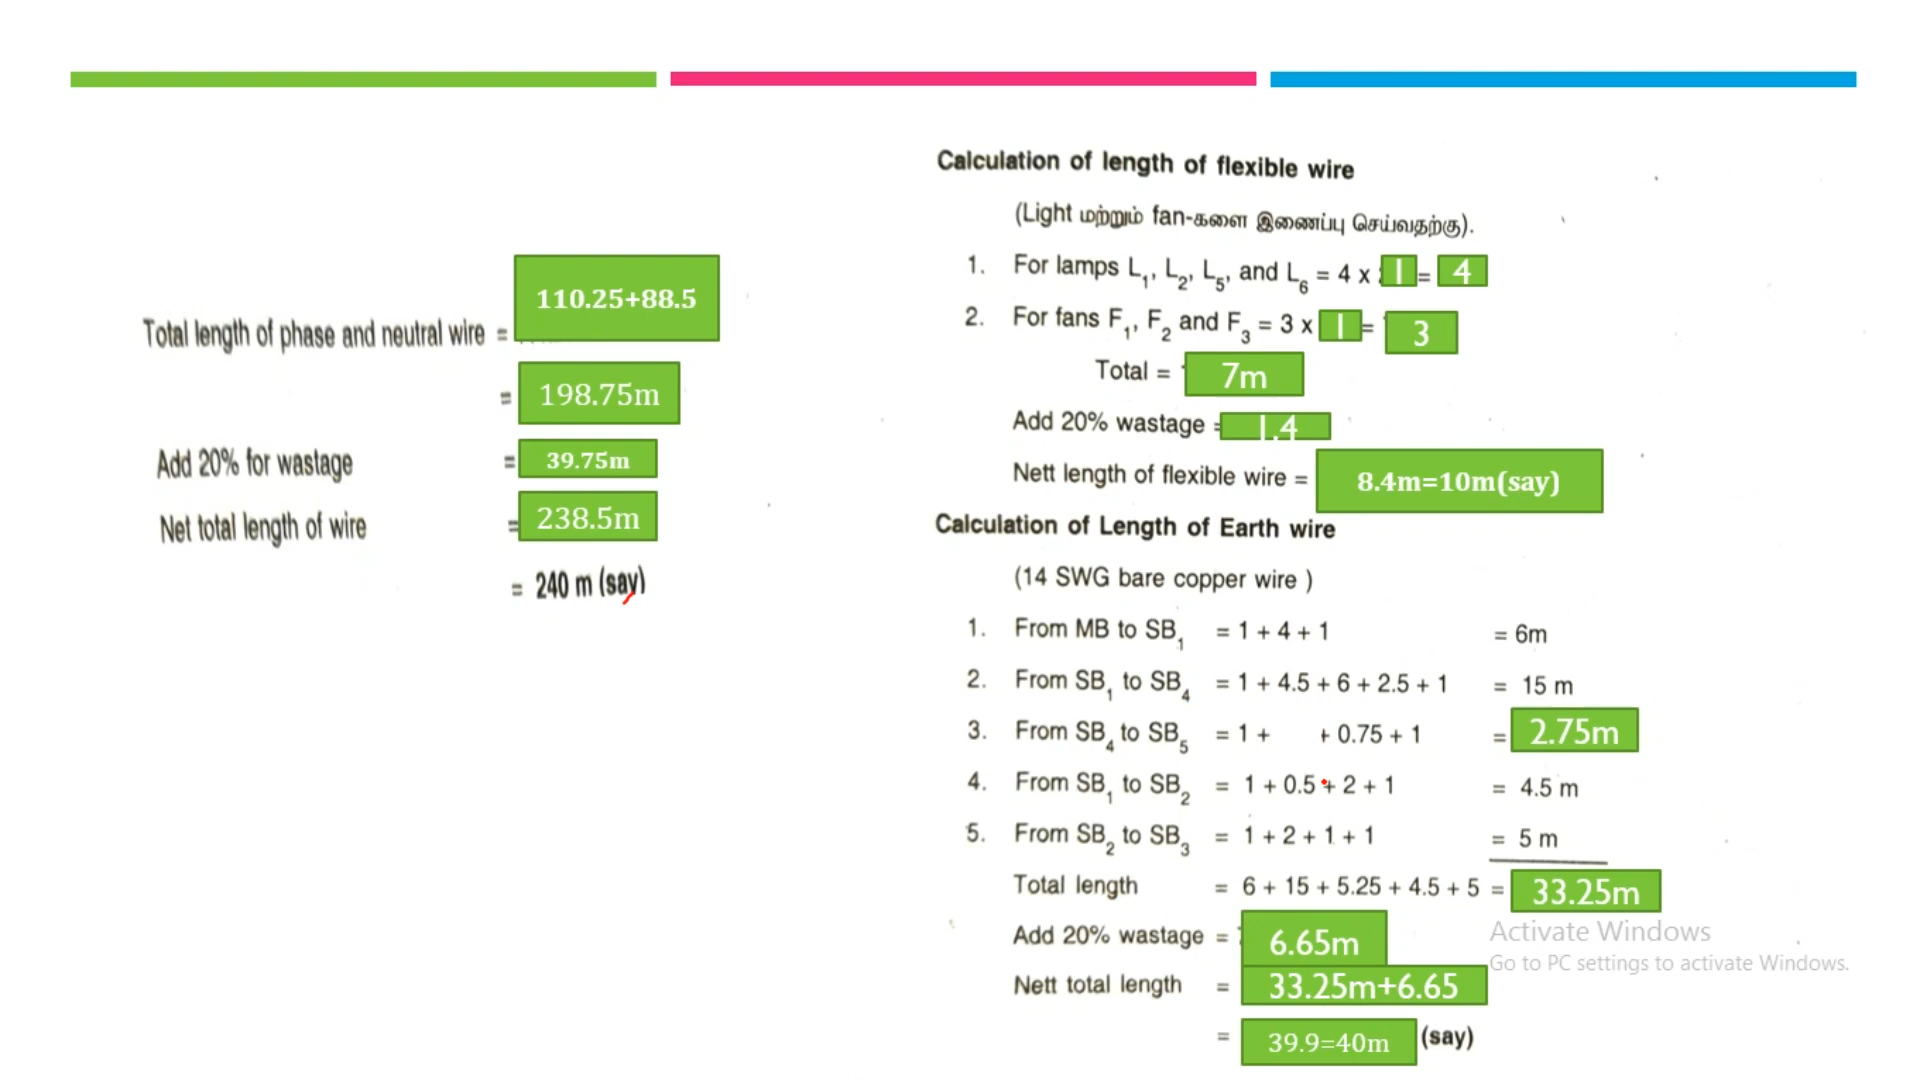 Total length of phase and neutral wire = 110.25+88.5
= 198.75m
Add 20% for wastage = 39.75m
Net total length of wire = 238.5m
= 240 m (say)
Calculation of length of flexible wire
(Light மற்றும் fan-களை இணைப்பு செய்வதற்கு).
1. For lamps L1, L2, L5, and L6 = 4 x 1 = 4
2. For fans F1, F2 and F3 = 3 x 1 = 3
Total = 7m
Add 20% wastage = 1.4
Nett length of flexible wire = 8.4m=10m(say)
Calculation of Length of Earth wire
(14 SWG bare copper wire )
1. From MB to SB1 = 1 + 4 + 1 = 6m
2. From SB1 to SB4 = 1 + 4.5 + 6 + 2.5 + 1 = 15 m
3. From SB4 to SB5 = 1 + + 0.75 + 1 = 2.75m
4. From SB1 to SB2 = 1 + 0.5 + 2 + 1 = 4.5 m
5. From SB2 to SB3 = 1 + 2 + 1 + 1 = 5 m
Total length = 6 + 15 + 5.25 + 4.5 + 5 = 33.25m
Add 20% wastage = 6.65m
Nett total length = 33.25m+6.65
= 39.9=40m (say)
Activate Windows
Go to PC settings to activate Windows.